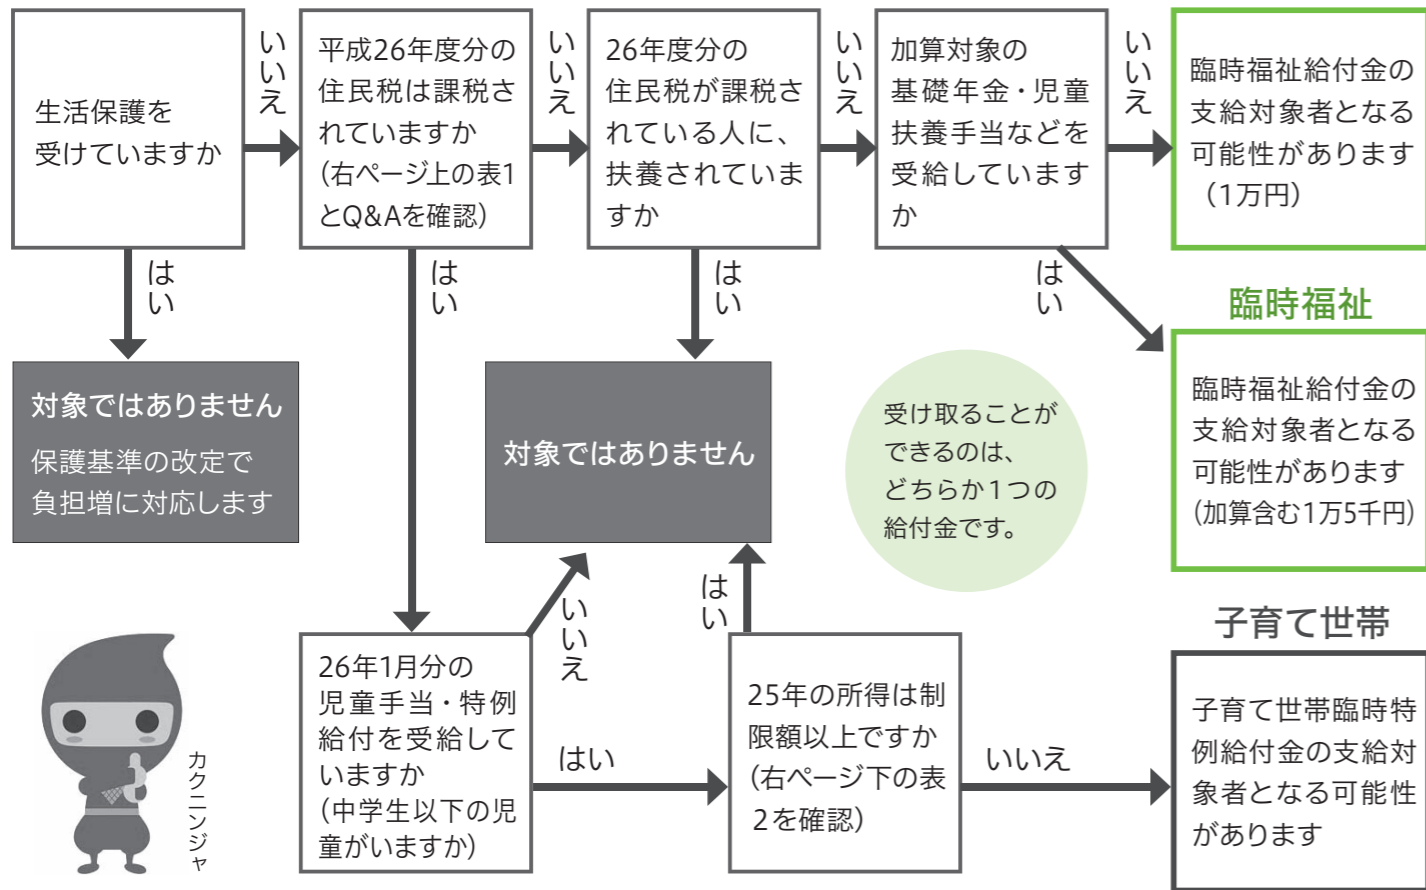 生活保護を
受けていますか
いいえ
はい
平成26年度分の
住民税は課税さ
れていますか
(右ページ上の表1
とQ&Aを確認)
いいえ
はい
26年度分の
住民税が課税さ
れている人に、
扶養されていま
すか
いいえ
はい
加算対象の
基礎年金・児童
扶養手当などを
受給しています
か
いいえ
はい
臨時福祉給付金の
支給対象者となる
可能性があります
(1万円)
臨時福祉
臨時福祉給付金の
支給対象者となる
可能性があります
(加算含む1万5千円)
対象ではありません
保護基準の改定で
負担増に対応します
対象ではありません
受け取ることが
できるのは、
どちらか1つの
給付金です。
カクニンジャ
26年1月分の
児童手当・特例
給付を受給して
いますか
(中学生以下の児
童がいますか)
いいえ
はい
25年の所得は制
限額以上ですか
(右ページ下の表
2を確認)
はい
いいえ
子育て世帯
子育て世帯臨時特
例給付金の支給対
象者となる可能性
があります